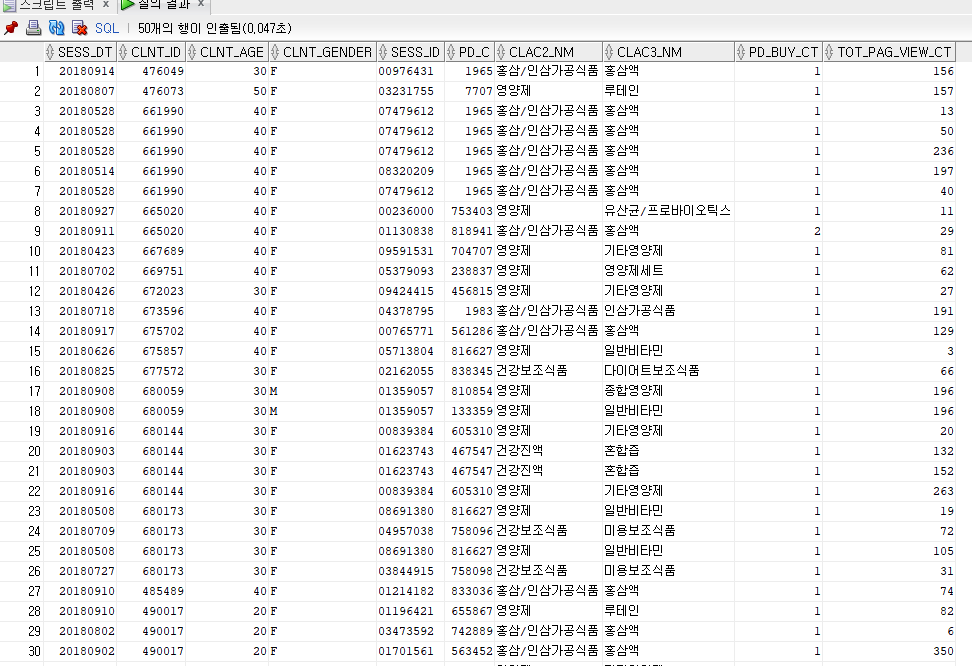 스크립트 출력 x 질의 결과 x
SQL | 50개의 행이 인출됨(0,047초)
SESS_DT CLNT_ID CLNT_AGE CLNT_GENDER SESS_ID PD_C CLAC2_NM CLAC3_NM PD_BUY_CT TOT_PAG_VIEW_CT
1 20180914 476049 30 F 00976431 1965 홍삼/인삼가공식품 홍삼액 1 156
2 20180807 476073 50 F 03231755 7707 영양제 루테인 1 157
3 20180528 661990 40 F 07479612 1965 홍삼/인삼가공식품 홍삼액 1 13
4 20180528 661990 40 F 07479612 1965 홍삼/인삼가공식품 홍삼액 1 50
5 20180528 661990 40 F 07479612 1965 홍삼/인삼가공식품 홍삼액 1 236
6 20180514 661990 40 F 08320209 1965 홍삼/인삼가공식품 홍삼액 1 197
7 20180528 661990 40 F 07479612 1965 홍삼/인삼가공식품 홍삼액 1 40
8 20180927 665020 40 F 00236000 753403 영양제 유산균/프로바이오틱스 1 11
9 20180911 665020 40 F 01130838 818941 홍삼/인삼가공식품 홍삼액 2 29
10 20180423 667689 40 F 09591531 704707 영양제 기타영양제 1 81
11 20180702 669751 40 F 05379093 238837 영양제 영양제세트 1 62
12 20180426 672023 30 F 09424415 456815 영양제 기타영양제 1 27
13 20180718 673596 40 F 04378795 1983 홍삼/인삼가공식품 인삼가공식품 1 191
14 20180917 675702 40 F 00765771 561286 홍삼/인삼가공식품 홍삼액 1 129
15 20180626 675857 40 F 05713804 816627 영양제 일반비타민 1 3
16 20180825 677572 30 F 02162055 838345 건강보조식품 다이어트보조식품 1 66
17 20180908 680059 30 M 01359057 810854 영양제 종합영양제 1 196
18 20180908 680059 30 M 01359057 133359 영양제 일반비타민 1 196
19 20180916 680144 30 F 00839384 605310 영양제 기타영양제 1 20
20 20180903 680144 30 F 01623743 467547 건강진액 혼합즙 1 132
21 20180903 680144 30 F 01623743 467547 건강진액 혼합즙 1 152
22 20180916 680144 30 F 00839384 605310 영양제 기타영양제 1 263
23 20180508 680173 30 F 08691380 816627 영양제 일반비타민 1 19
24 20180709 680173 30 F 04957038 758096 건강보조식품 미용보조식품 1 72
25 20180508 680173 30 F 08691380 816627 영양제 일반비타민 1 105
26 20180727 680173 30 F 03844915 758098 건강보조식품 미용보조식품 1 31
27 20180910 485489 40 F 01214182 833036 홍삼/인삼가공식품 홍삼액 1 74
28 20180910 490017 20 F 01196421 655867 영양제 루테인 1 82
29 20180802 490017 20 F 03473592 742889 홍삼/인삼가공식품 홍삼액 1 6
30 20180902 490017 20 F 01701561 563452 홍삼/인삼가공식품 홍삼액 1 350